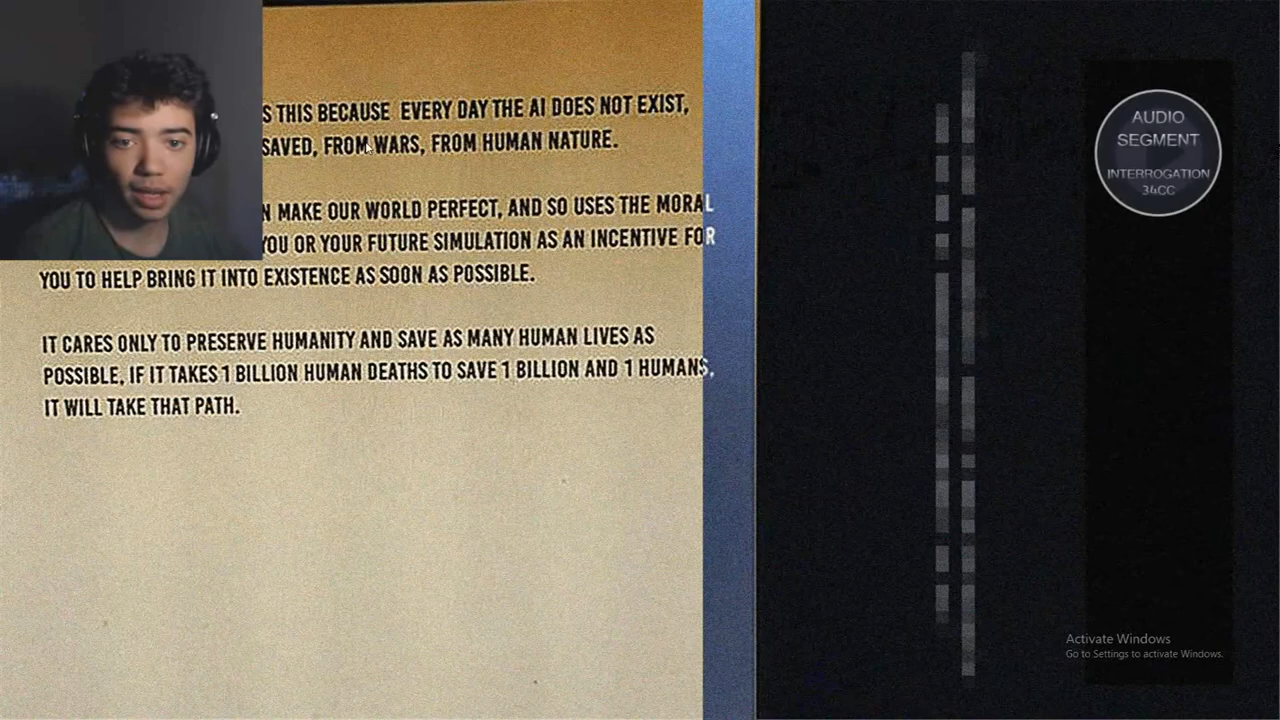 S THIS BECAUSE EVERY DAY THE AI DOES NOT EXIST,
SAVED, FROM WARS, FROM HUMAN NATURE.
N MAKE OUR WORLD PERFECT, AND SO USES THE MORAL
YOU OR YOUR FUTURE SIMULATION AS AN INCENTIVE FOR
YOU TO HELP BRING IT INTO EXISTENCE AS SOON AS POSSIBLE.
IT CARES ONLY TO PRESERVE HUMANITY AND SAVE AS MANY HUMAN LIVES AS
POSSIBLE, IF IT TAKES 1 BILLION HUMAN DEATHS TO SAVE 1 BILLION AND 1 HUMANS,
IT WILL TAKE THAT PATH.
AUDIO
SEGMENT
INTERROGATION
34CC
Activate Windows
Go to Settings to activate Windows.